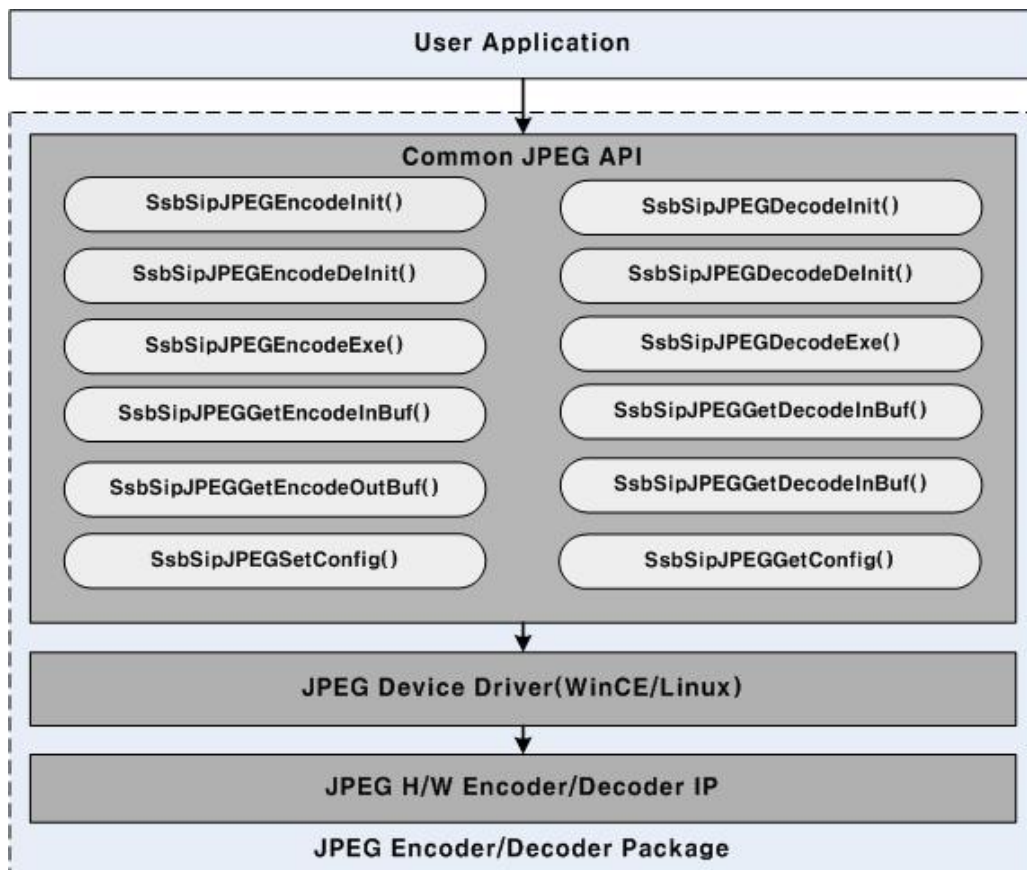 User Application
Common JPEG API
SsbSipJPEGEncodeInit()
SsbSipJPEGDecodeInit()
SsbSipJPEGEncodeDeInit()
SsbSipJPEGDecodeDeInit()
SsbSipJPEGEncodeExe()
SsbSipJPEGDecodeExe()
SsbSipJPEGGetEncodeInBuf()
SsbSipJPEGGetDecodeInBuf()
SsbSipJPEGGetEncodeOutBuf()
SsbSipJPEGGetDecodeInBuf()
SsbSipJPEGSetConfig()
SsbSipJPEGGetConfig()
JPEG Device Driver(WinCE/Linux)
JPEG H/W Encoder/Decoder IP
JPEG Encoder/Decoder Package